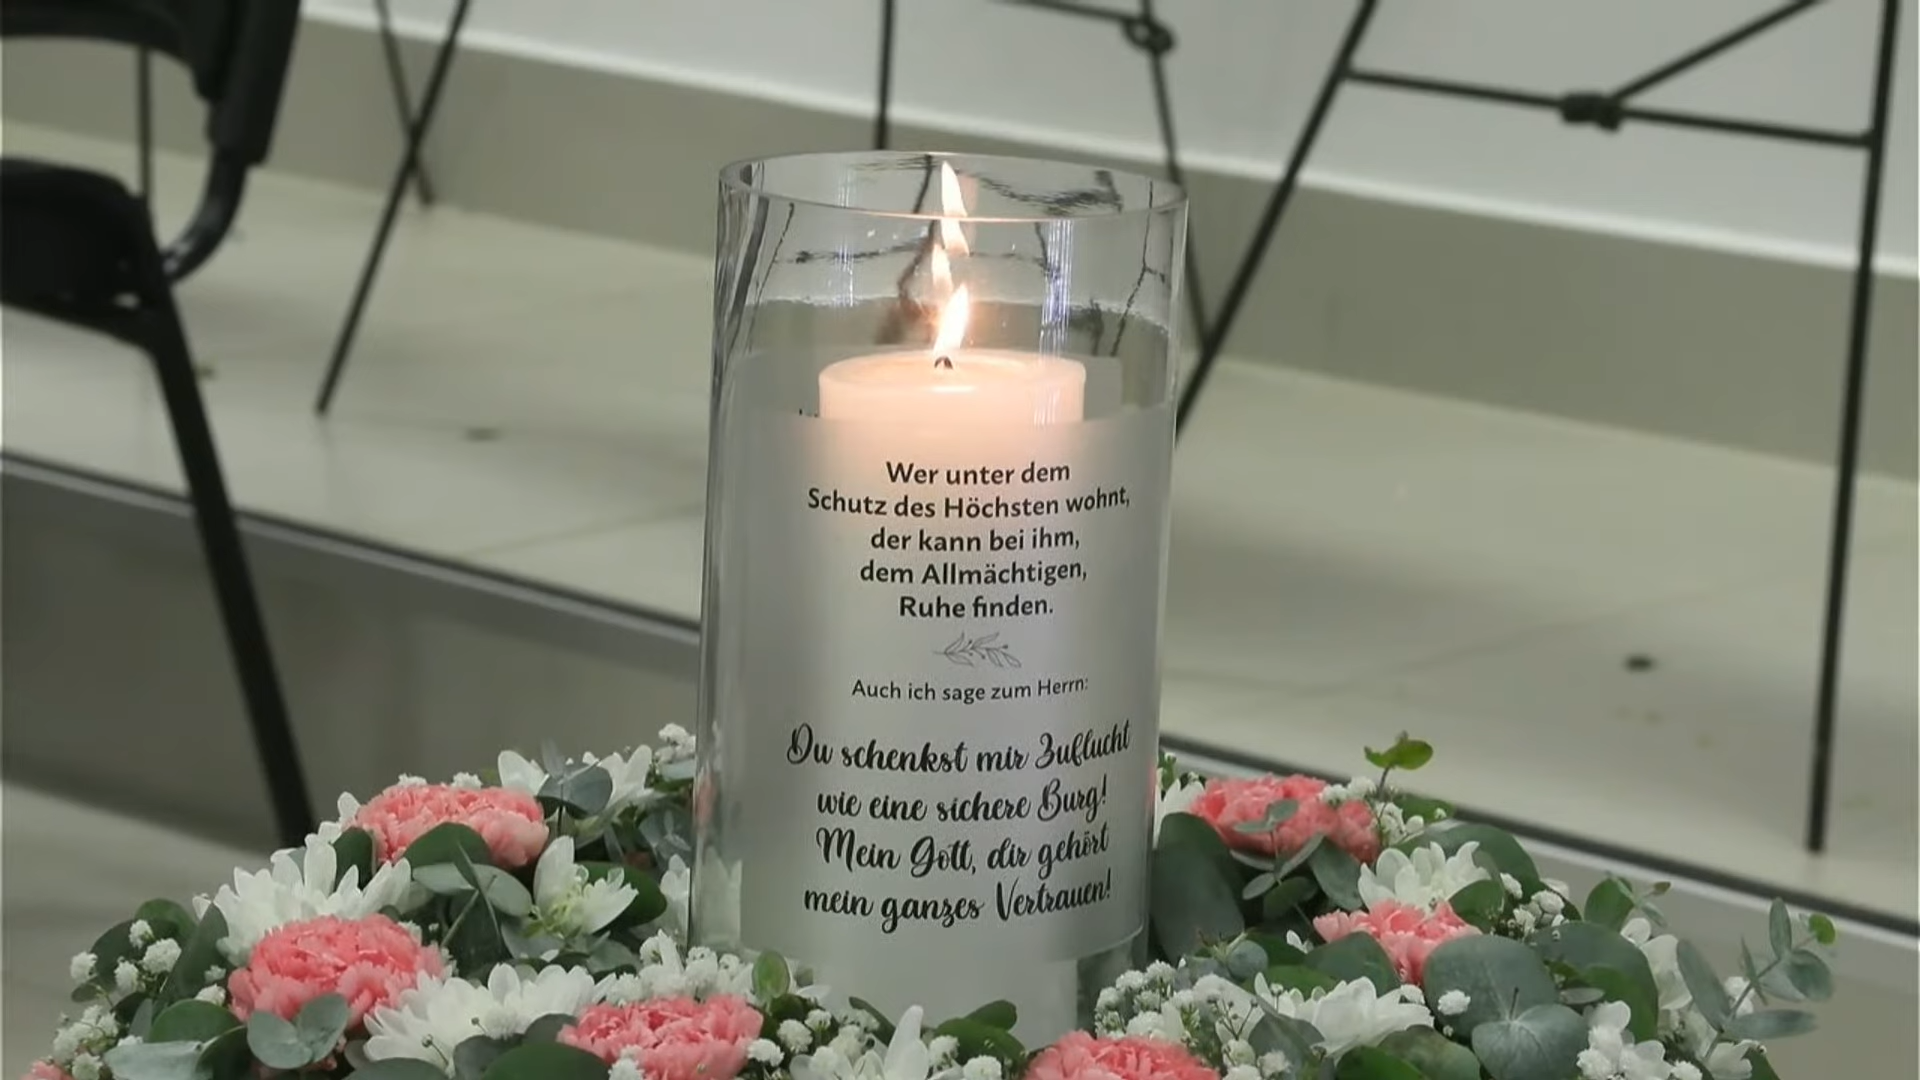 Wer unter dem
Schutz des Höchsten wohnt,
der kann bei ihm,
dem Allmächtigen,
Ruhe finden.
Auch ich sage zum Herrn:
Du schenkst mir Zuflucht
wie eine sichere Burg!
Mein Gott, dir gehört
mein ganzes Vertrauen!